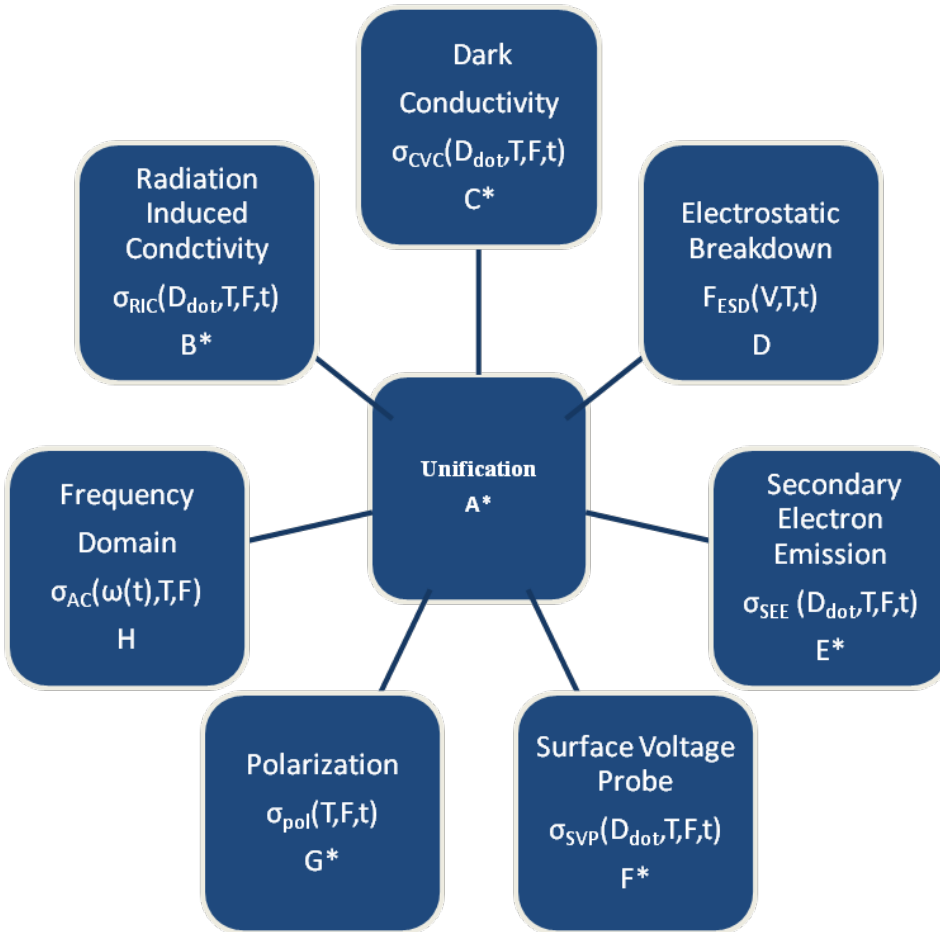 Dark
Conductivity
σCVC(Ddot,T,F,t)
C*
Radiation
Induced
Condctivity
σRIC(Ddot,T,F,t)
B*
Electrostatic
Breakdown
FESD(V,T,t)
D
Unification
A*
Frequency
Domain
σAC(ω(t),T,F)
H
Secondary
Electron
Emission
σSEE (Ddot,T,F,t)
E*
Polarization
σpol(T,F,t)
G*
Surface Voltage
Probe
σSVP(Ddot,T,F,t)
F*